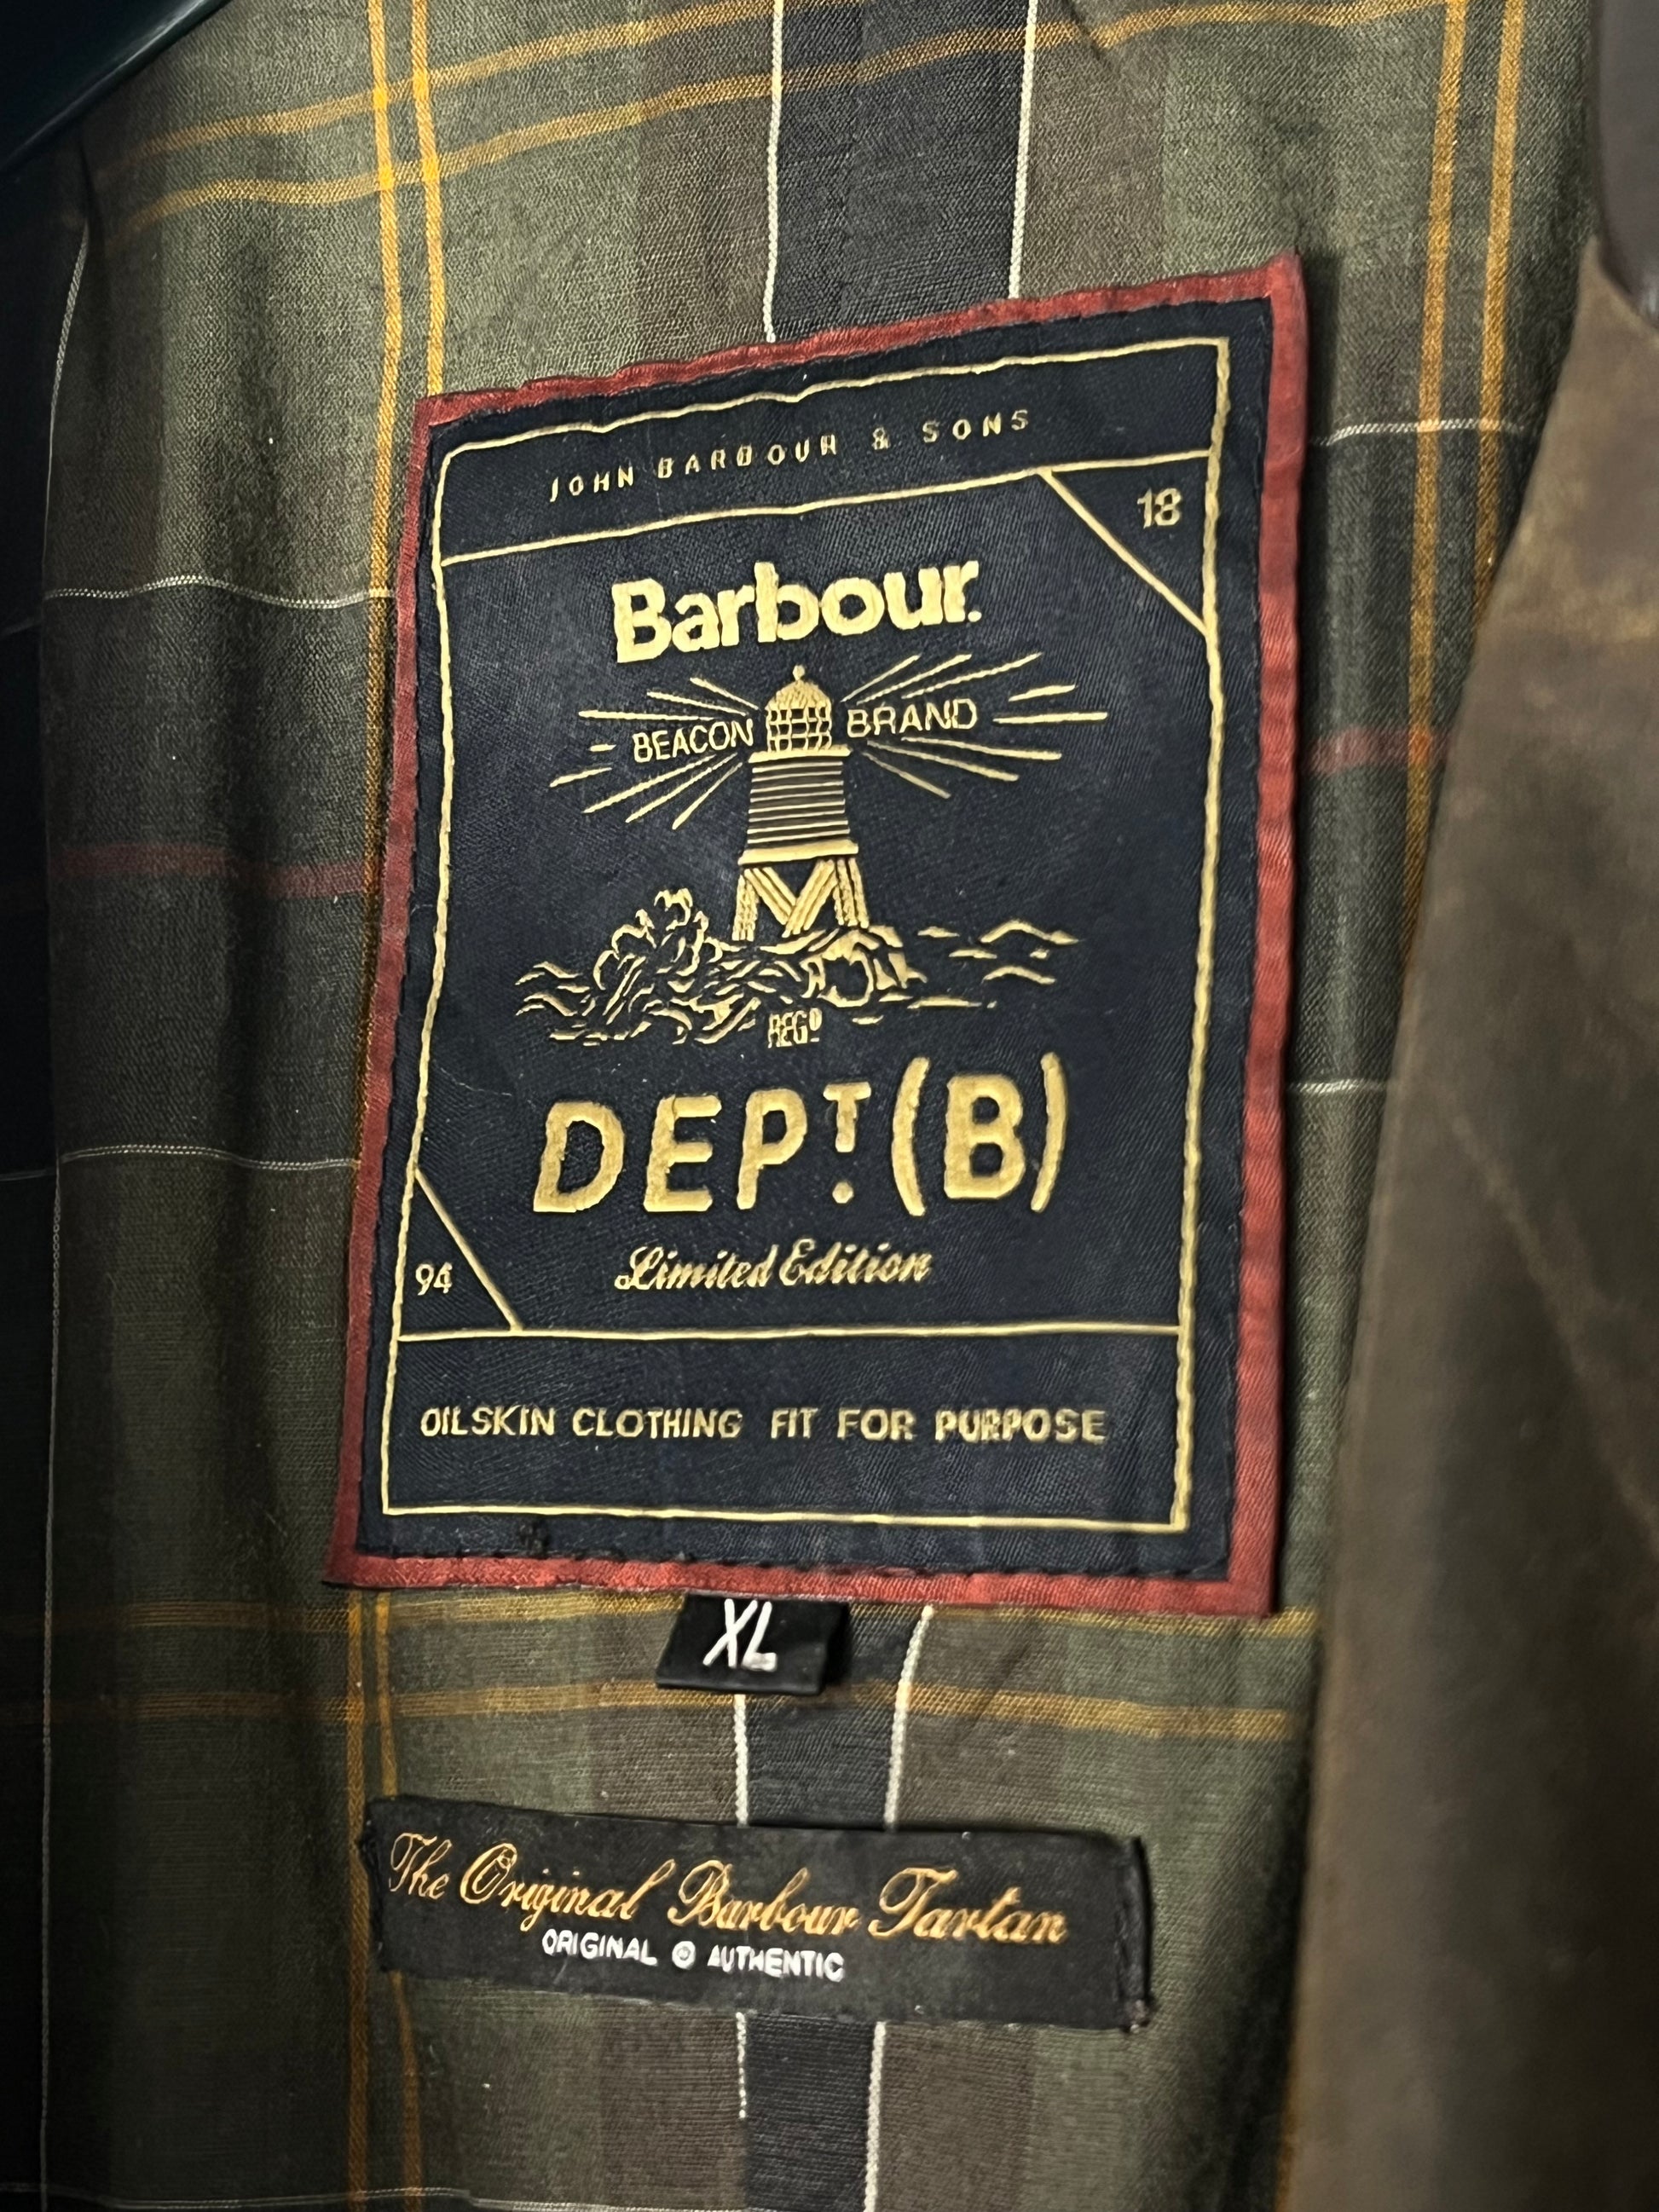 JOHN BARBOUR & SONS
18
Barbour.
BEACON BRAND
REGD
DEPT. (B)
Limited Edition
94
OILSKIN CLOTHING FIT FOR PURPOSE
XL
The Original Barbour Tartan
ORIGINAL @ AUTHENTIC